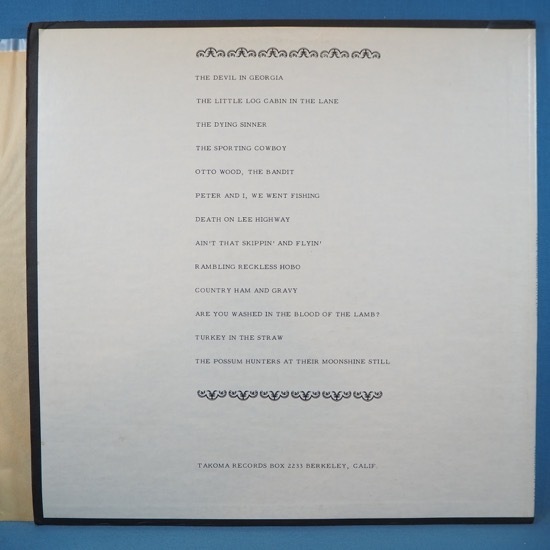 THE DEVIL IN GEORGIA
THE LITTLE LOG CABIN IN THE LANE
THE DYING SINNER
THE SPORTING COWBOY
OTTO WOOD, THE BANDIT
PETER AND I, WE WENT FISHING
DEATH ON LEE HIGHWAY
AIN'T THAT SKIPPIN' AND FLYIN'
RAMBLING RECKLESS HOBO
COUNTRY HAM AND GRAVY
ARE YOU WASHED IN THE BLOOD OF THE LAMB?
TURKEY IN THE STRAW
THE POSSUM HUNTERS AT THEIR MOONSHINE STILL
TAKOMA RECORDS BOX 2233 BERKELEY, CALIF.